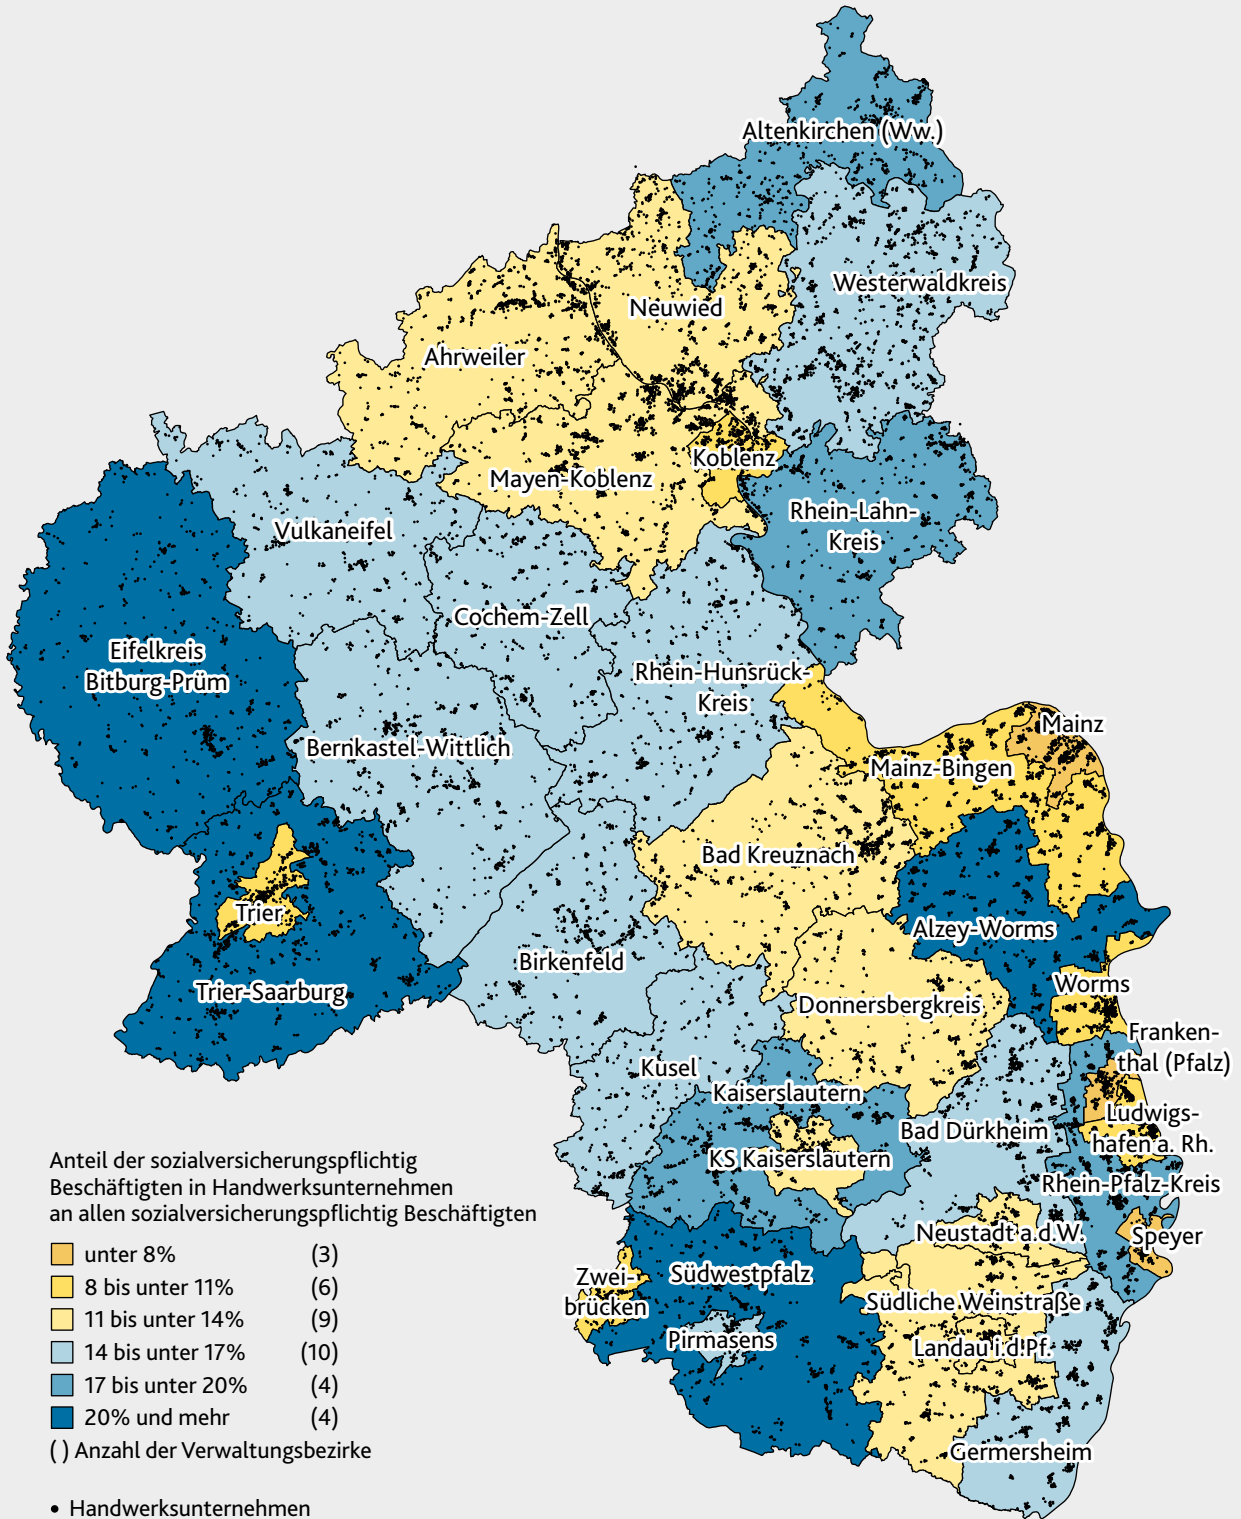 Altenkirchen (Ww.)
Westerwaldkreis
Neuwied
Ahrweiler
Koblenz
Mayen-Koblenz
Rhein-Lahn-
Kreis
Vulkaneifel
Cochem-Zell
Eifelkreis
Bitburg-Prüm
Rhein-Hunsrück-
Kreis
Mainz
Bernkastel-Wittlich
Mainz-Bingen
Bad Kreuznach
Trier
Alzey-Worms
Birkenfeld
Worms
Trier-Saarburg
Donnersbergkreis
Franken-
thal (Pfalz)
Kusel
Kaiserslautern
Ludwigs-
hafen a. Rh.
Bad Dürkheim
KS Kaiserslautern
Rhein-Pfalz-Kreis
Neustadt a.d.W.
Speyer
Zwei-
brücken
Südwestpfalz
Südliche Weinstraße
Pirmasens
Landau i.d.Pf.
Germersheim
Anteil der sozialversicherungspflichtig
Beschäftigten in Handwerksunternehmen
an allen sozialversicherungspflichtig Beschäftigten
unter 8% (3)
8 bis unter 11% (6)
11 bis unter 14% (9)
14 bis unter 17% (10)
17 bis unter 20% (4)
20% und mehr (4)
( ) Anzahl der Verwaltungsbezirke
• Handwerksunternehmen